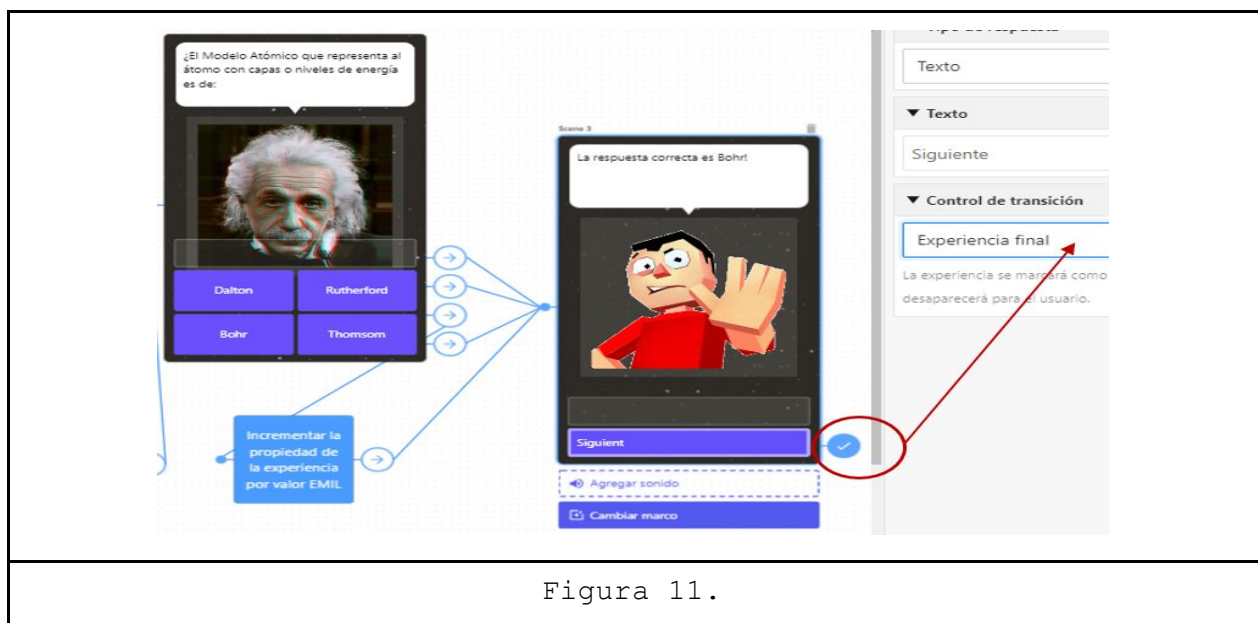 ¿El Modelo Atómico que representa al
átomo con capas o niveles de energía
es de:
Dalton
Rutherford
Bohr
Thomsom
Incrementar la
propiedad de
la experiencia
por valor EMIL
Scene 3
La respuesta correcta es Bohr!
Siguient
Agregar sonido
Cambiar marco
Tipo de respuesta
Texto
▼ Texto
Siguiente
▼ Control de transición
Experiencia final
La experiencia se marcará como
desaparecerá para el usuario.
Figura 11.